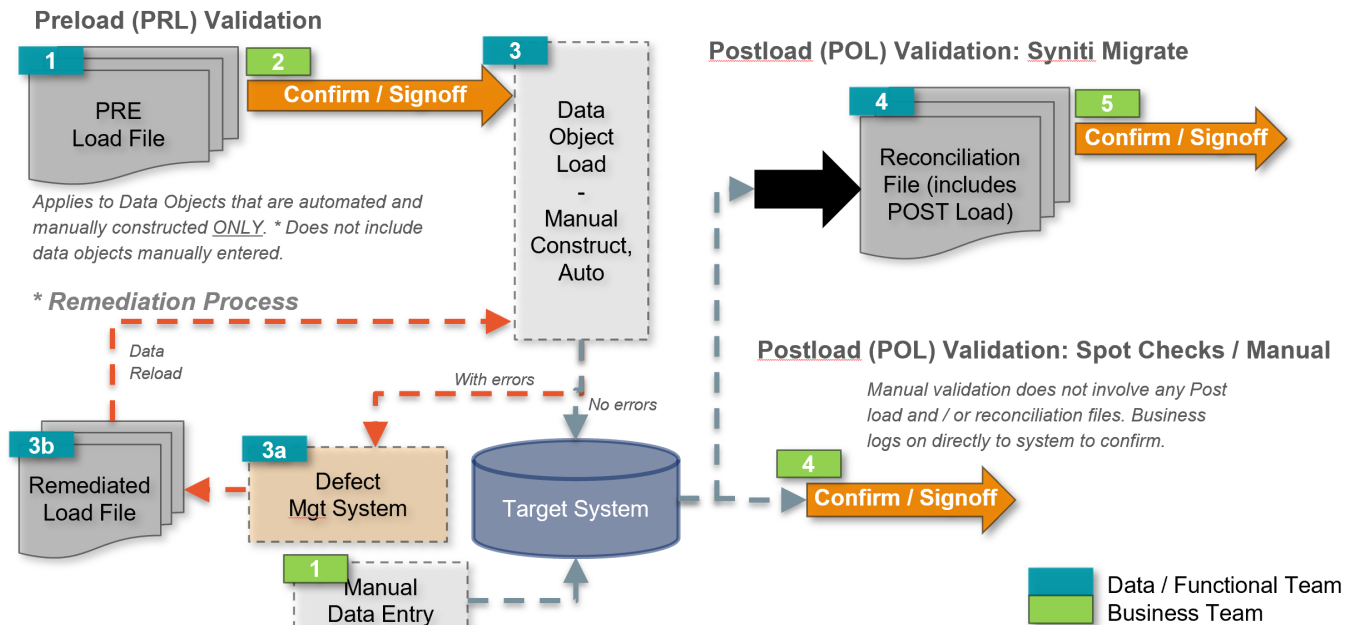 Preload (PRL) Validation
1
PRE
Load File
2
Confirm / Signoff
3
Data
Object
Load
-
Manual
Construct,
Auto
Applies to Data Objects that are automated and
manually constructed ONLY. * Does not include
data objects manually entered.
* Remediation Process
Data
Reload
With errors
No errors
3b
Remediated
Load File
3a
Defect
Mgt System
Target System
1
Manual
Data Entry
Postload (POL) Validation: Syniti Migrate
4
Reconciliation
File (includes
POST Load)
5
Confirm / Signoff
Postload (POL) Validation: Spot Checks / Manual
Manual validation does not involve any Post
load and / or reconciliation files. Business
logs on directly to system to confirm.
4
Confirm / Signoff
Data / Functional Team
Business Team